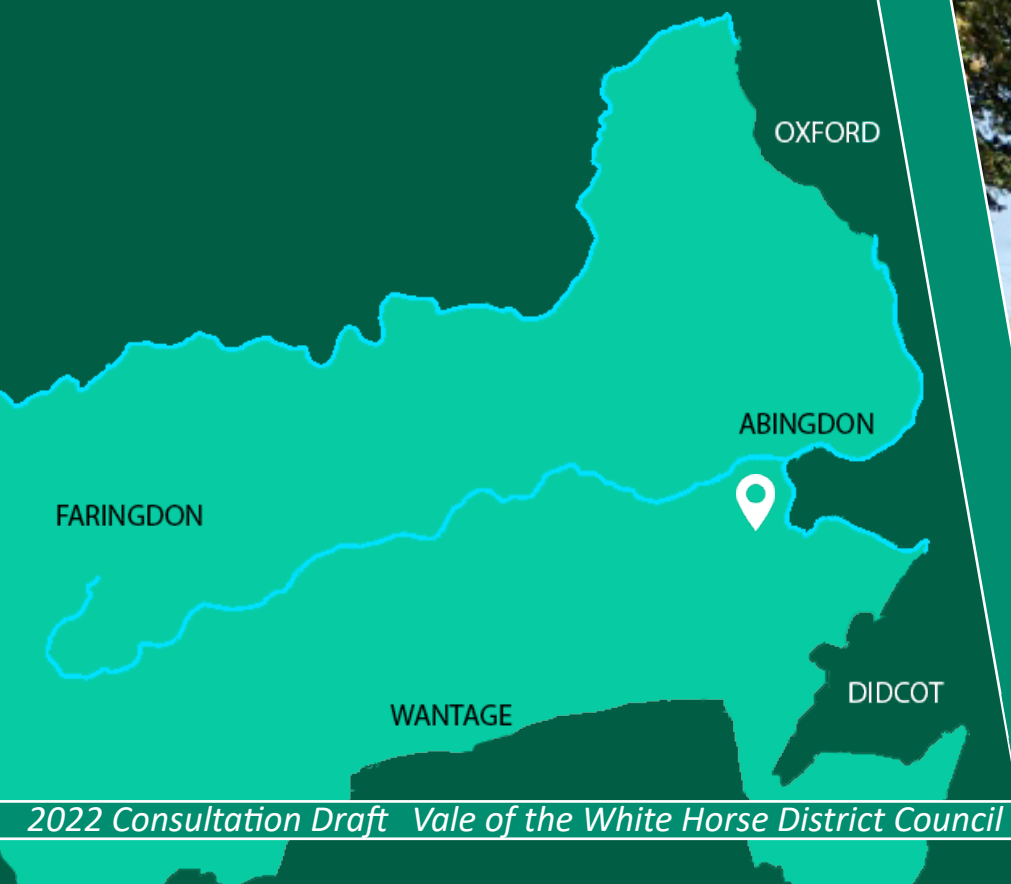 OXFORD
ABINGDON
FARINGDON
DIDCOT
WANTAGE
2022 Consultation Draft Vale of the White Horse District Council